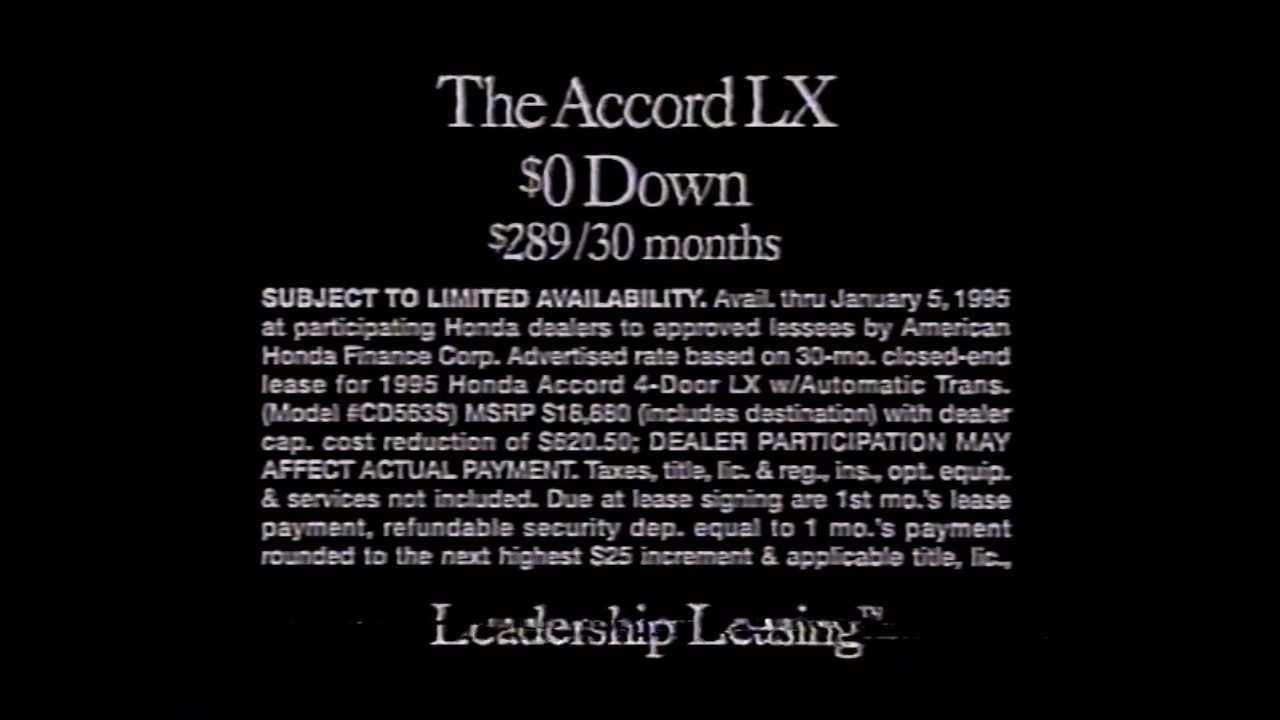 The Accord LX
$0 Down
$289/30 months
SUBJECT TO LIMITED AVAILABILITY. Avail. thru January 5, 1995
at participating Honda dealers to approved lessees by American
Honda Finance Corp. Advertised rate based on 30-mo. closed-end
lease for 1995 Honda Accord 4-Door LX w/Automatic Trans.
(Model #CD563S) MSRP (includes destination) with dealer
cap. cost reduction of $620.50; DEALER PARTICIPATION MAY
AFFECT ACTUAL PAYMENT. Taxes, title, lic. & reg., ins., opt. equip.
& services not included. Due at lease signing are 1st mo.'s lease
payment, refundable security dep. equal to 1 mo.'s payment
rounded to the next highest $25 increment & applicable title, lic.,
Leadership Leasing™